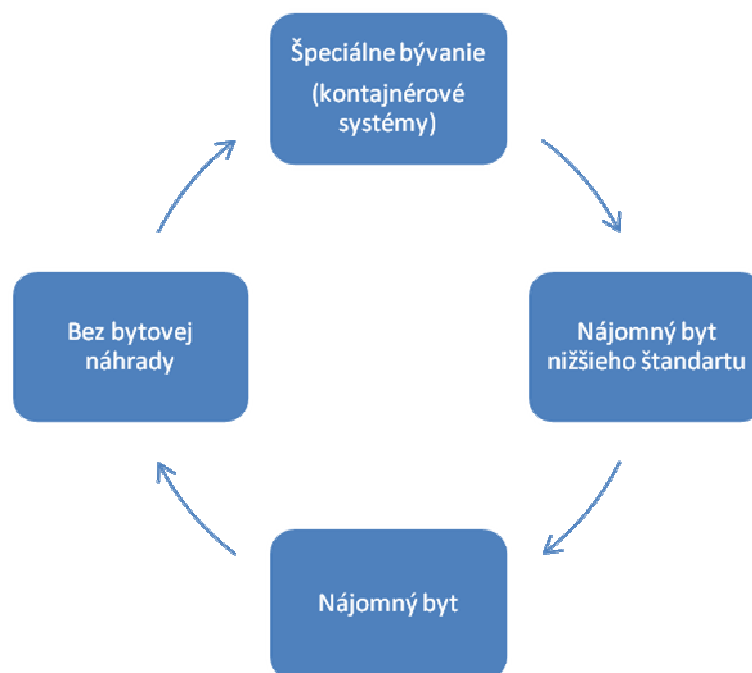 Špeciálne bývanie
(kontajnérové
systémy)
Bez bytovej
náhrady
Nájomný byt
nižšieho štandartu
Nájomný byt